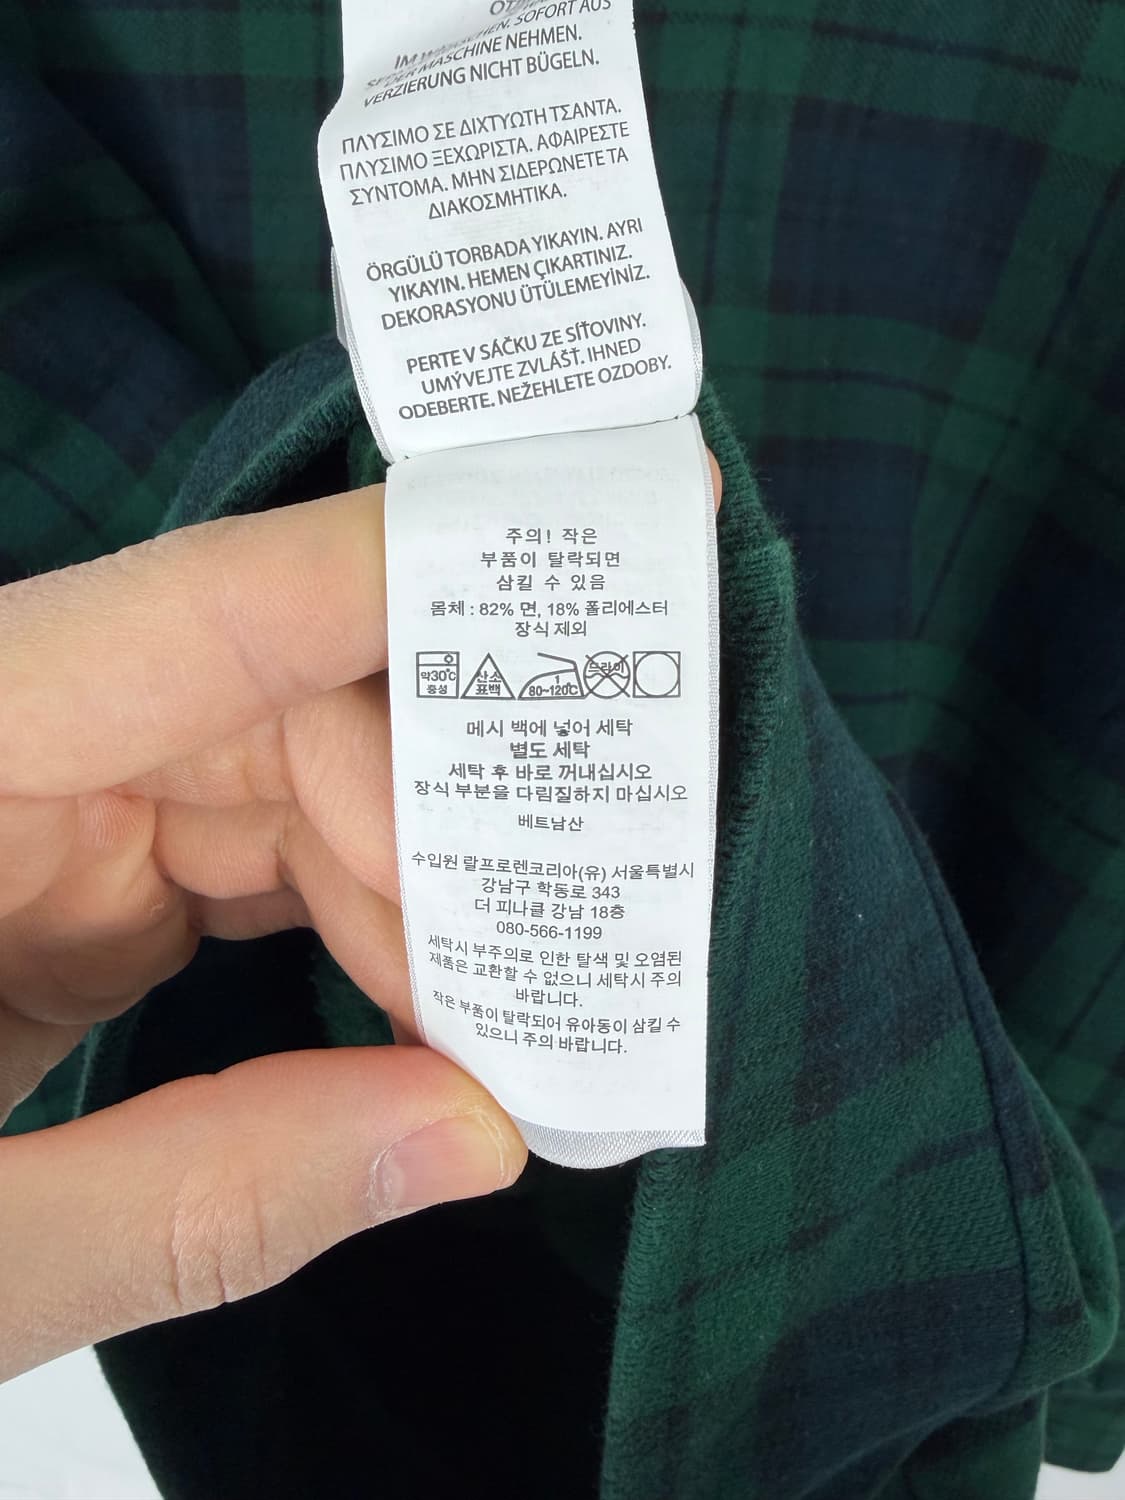 SOFORT AUS
DER MASCHINE NEHMEN.
VERZIERUNG NICHT BÜGELN.
ΠΛΥΣΙΜΟ ΣΕ ΔΙΧΤΥΩΤΗ ΤΣΑΝΤΑ.
ΠΛΥΣΙΜΟ ΞΕΧΩΡΙΣΤΑ. ΑΦΑΙΡΕΣΤΕ
ΣΥΝΤΟΜΑ. ΜΗΝ ΣΙΔΕΡΩΝΕΤΕ ΤΑ
ΔΙΑΚΟΣΜΗΤΙΚΑ.
ÖRGÜLÜ TORBADA YIKAYIN. AYRI
YIKAYIN. HEMEN ÇIKARTINIZ.
DEKORASYONU ÜTÜLEMEYİNİZ.
PERTE V SÁČKU ZE SÍŤOVINY.
UMÝVEJTE ZVLÁŠŤ. IHNED
ODEBERTE. NEŽEHLETE OZDOBY.
주의! 작은
부품이 탈락되면
삼킬 수 있음
몸체 : 82% 면, 18% 폴리에스터
장식 제외
약30℃ 중성
산소 표백
1 80~120℃
드라이
메시 백에 넣어 세탁
별도 세탁
세탁 후 바로 꺼내십시오
장식 부분을 다림질하지 마십시오
베트남산
수입원 랄프로렌코리아(유) 서울특별시
강남구 학동로 343
더 피나클 강남 18층
080-566-1199
세탁시 부주의로 인한 탈색 및 오염된
제품은 교환할 수 없으니 세탁시 주의
바랍니다.
작은 부품이 탈락되어 유아동이 삼킬 수
있으니 주의 바랍니다.